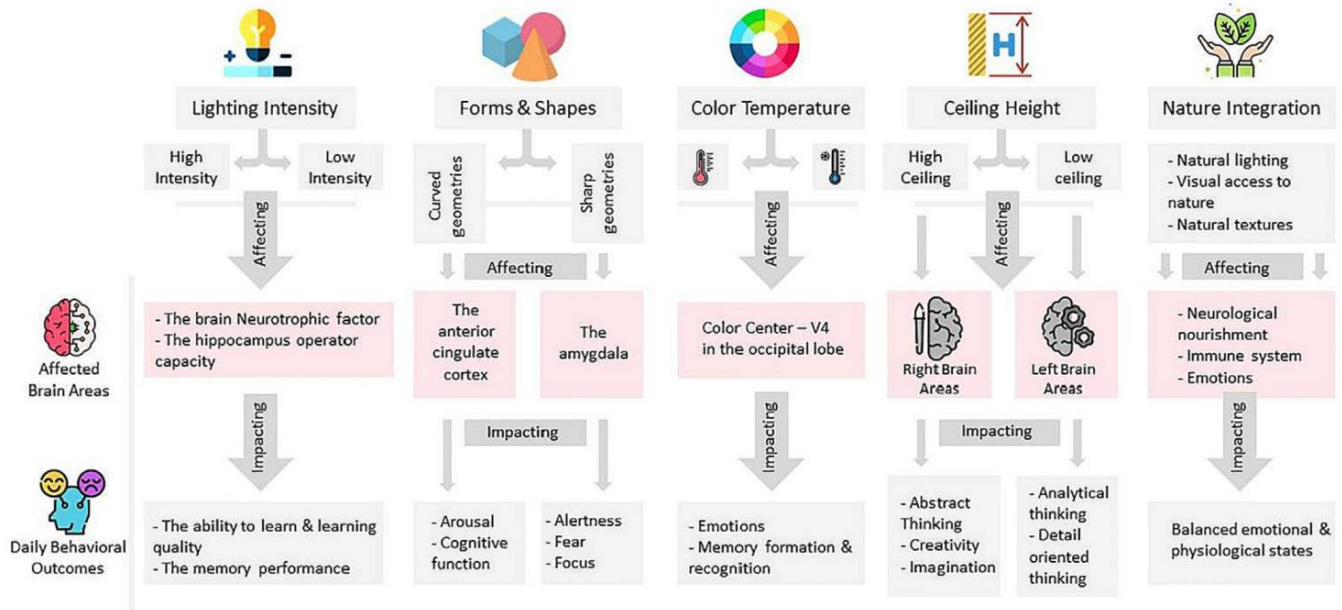 H
Lighting Intensity
Forms & Shapes
Color Temperature
Ceiling Height
Nature Integration
High
Intensity
Low
Intensity
Curved
geometries
Sharp
geometries
High
Ceiling
Low
ceiling
- Natural lighting
- Visual access to
nature
- Natural textures
Affecting
Affecting
Affecting
Affecting
Affecting
Affected
Brain Areas
- The brain Neurotrophic factor
- The hippocampus operator
capacity
The
anterior
cingulate
cortex
The
amygdala
Color Center – V4
in the occipital lobe
Right Brain
Areas
Left Brain
Areas
- Neurological
nourishment
- Immune system
- Emotions
Impacting
Impacting
Impacting
Impacting
Impacting
Daily Behavioral
Outcomes
- The ability to learn & learning
quality
- The memory performance
- Arousal
- Cognitive
function
- Alertness
- Fear
- Focus
- Emotions
- Memory formation &
recognition
- Abstract
Thinking
- Creativity
- Imagination
- Analytical
thinking
- Detail
oriented
thinking
Balanced emotional &
physiological states